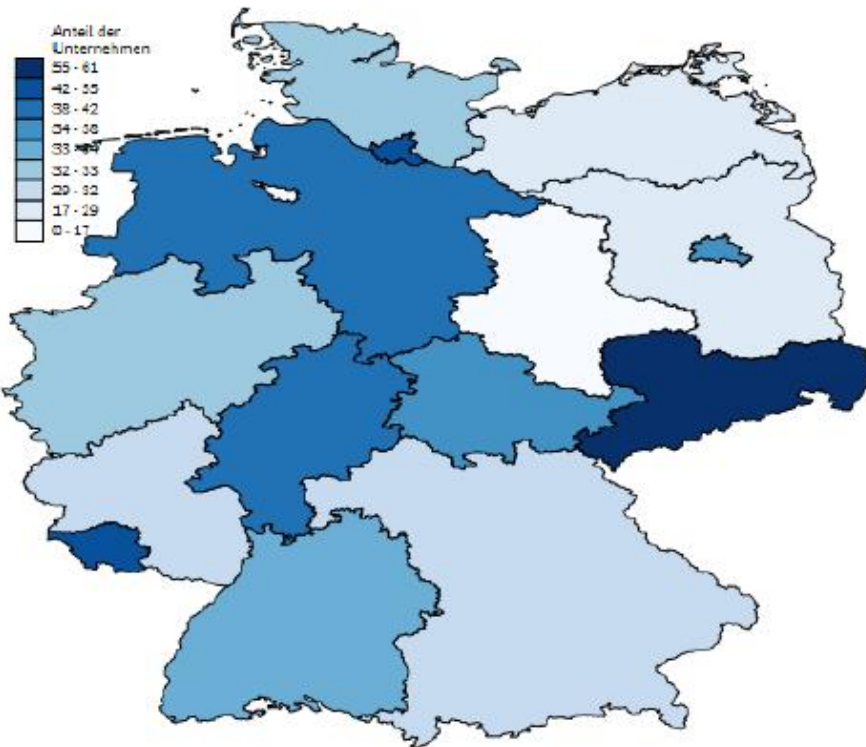 Anteil der
Unternehmen
55 - 61
42 - 55
38 - 42
34 - 38
33 - 34
32 - 33
29 - 32
17 - 29
0 - 17